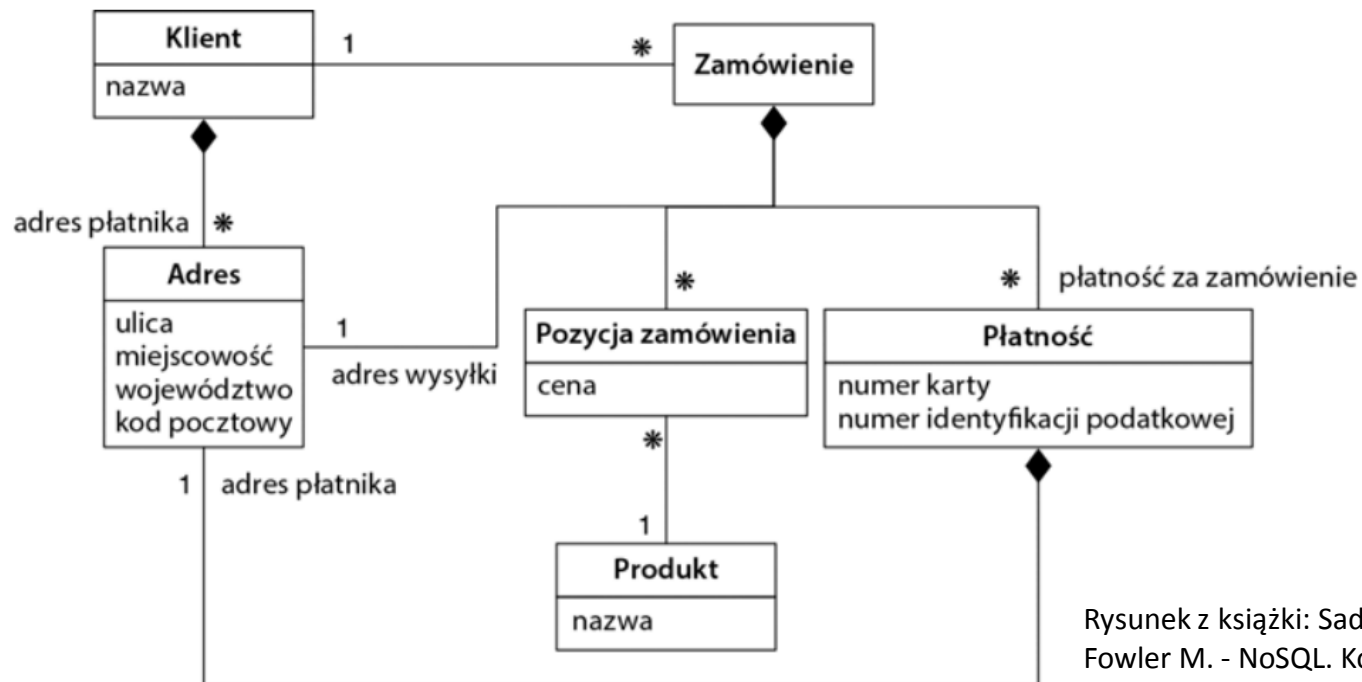 Klient
nazwa
1
*
Zamówienie
adres płatnika
*
Adres
ulica
miejscowość
województwo
kod pocztowy
1
adres wysyłki
*
Pozycja zamówienia
cena
*
płatność za zamówienie
Płatność
numer karty
numer identyfikacji podatkowej
1
adres płatnika
*
1
Produkt
nazwa
Rysunek z książki: Sad
Fowler M. - NoSQL. Ko